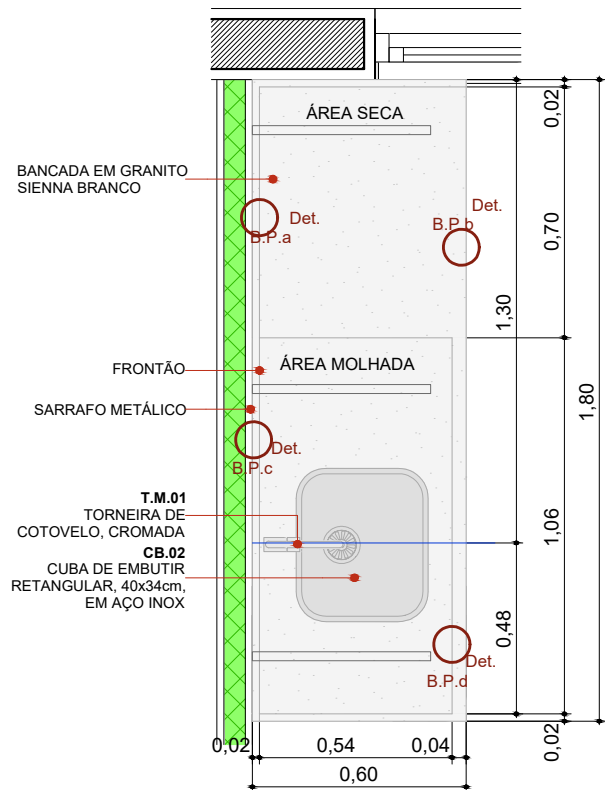 ÁREA SECA
0,02
BANCADA EM GRANITO
SIENNA BRANCO
Det.
B.P.a
Det.
B.P.b
0,70
1,30
FRONTÃO
ÁREA MOLHADA
1,80
SARRAFO METÁLICO
Det.
B.P.c
T.M.01
TORNEIRA DE
COTOVELO, CROMADA
CB.02
CUBA DE EMBUTIR
RETANGULAR, 40x34cm,
EM AÇO INOX
1,06
0,48
Det.
B.P.d
0,02
0,54
0,04
0,02
0,60